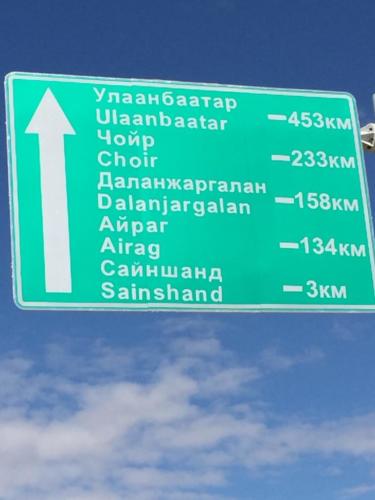 Улаанбаатар
Ulaanbaatar – 453км
Чойр
Choir – 233км
Даланжаргалан
Dalanjargalan – 158км
Айраг
Airag – 134км
Сайншанд
Sainshand – 3км